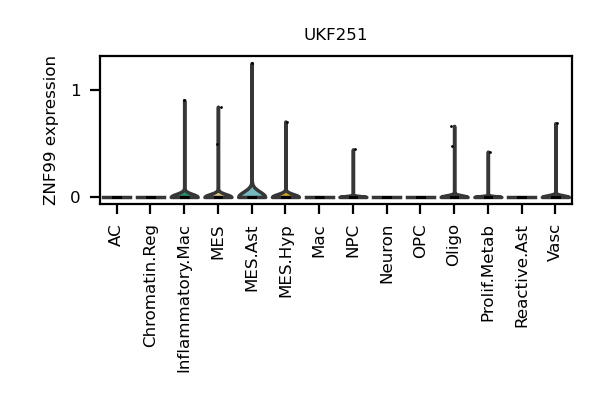 UKF251
ZNF99 expression
1
0
AC
Chromatin.Reg
Inflammatory.Mac
MES
MES.Ast
MES.Hyp
Mac
NPC
Neuron
OPC
Oligo
Prolif.Metab
Reactive.Ast
Vasc